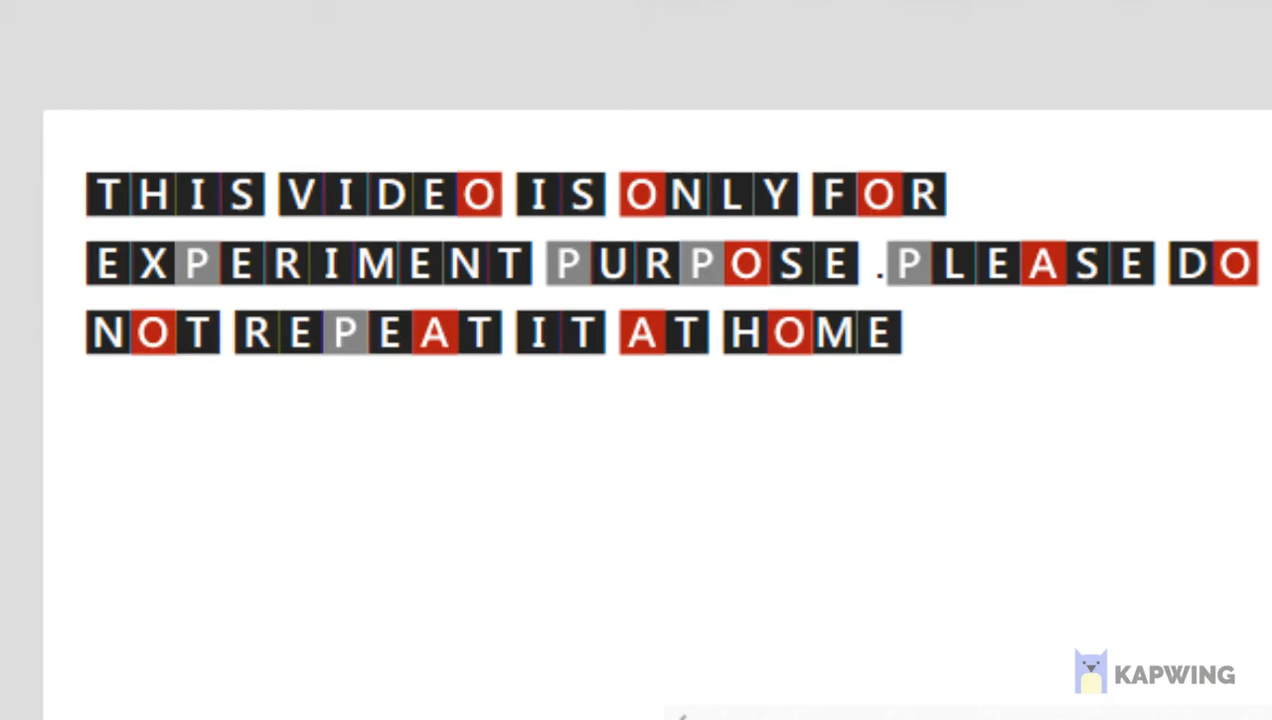 THIS VIDEO IS ONLY FOR
EXPERIMENT PURPOSE .PLEASE DO
NOT REPEAT IT AT HOME
KAPWING